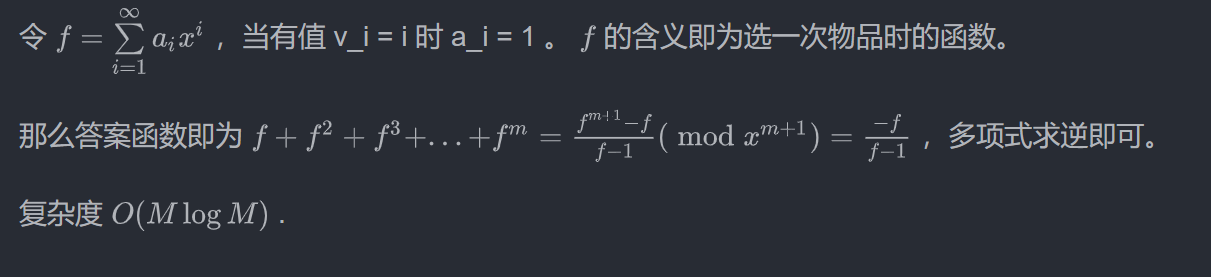 令 $f = \sum_{i=1}^{\infty} a_i x^i$ ，当有值 v_i = i 时 a_i = 1 。 $f$ 的含义即为选一次物品时的函数。
那么答案函数即为 $f + f^2 + f^3 + \ldots + f^m = \frac{f^{m+1} - f}{f - 1} ( \bmod x^{m+1}) = \frac{-f}{f-1}$ ，多项式求逆即可。
复杂度 $O(M \log M)$ .